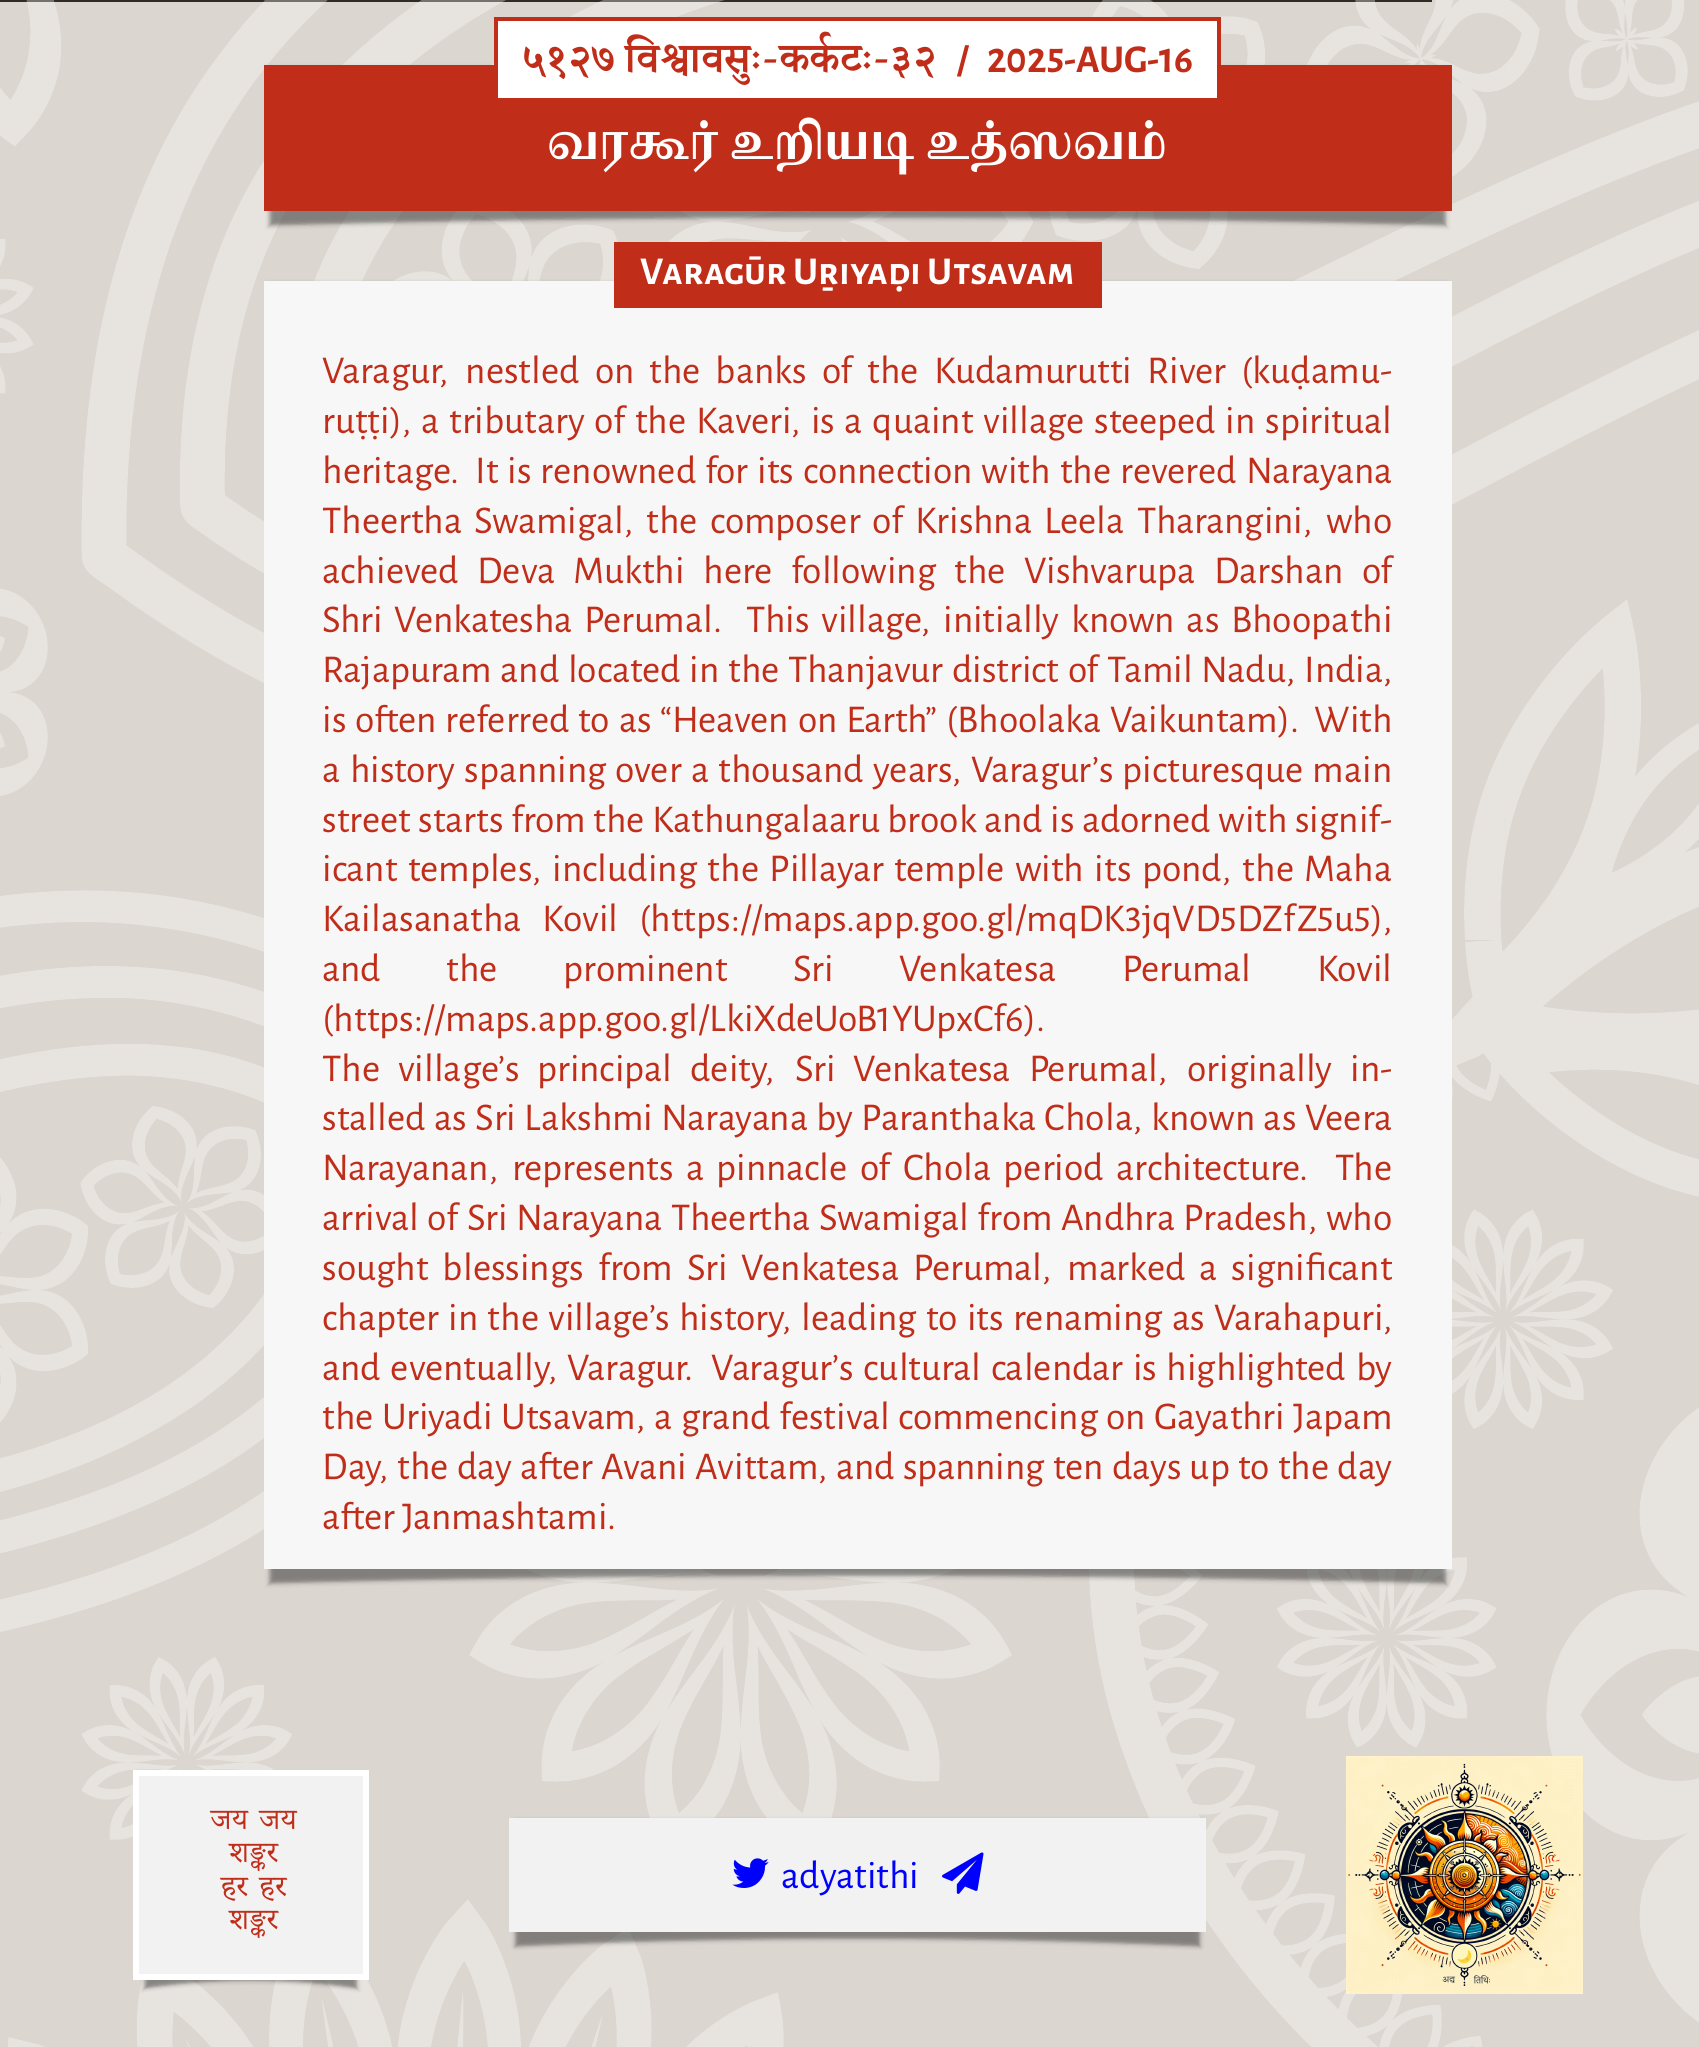 ५१२७ विश्वावसुः-कर्कटः-३२ / 2025-AUG-16
வரகூர் உறியடி உத்ஸவம்
Varagūr Uṟiyaḍi Utsavam
Varagur, nestled on the banks of the Kudamurutti River (kuḍamu-
ruṭṭi), a tributary of the Kaveri, is a quaint village steeped in spiritual
heritage. It is renowned for its connection with the revered Narayana
Theertha Swamigal, the composer of Krishna Leela Tharangini, who
achieved Deva Mukthi here following the Vishvarupa Darshan of
Shri Venkatesha Perumal. This village, initially known as Bhoopathi
Rajapuram and located in the Thanjavur district of Tamil Nadu, India,
is often referred to as “Heaven on Earth” (Bhoolaka Vaikuntam). With
a history spanning over a thousand years, Varagur’s picturesque main
street starts from the Kathungalaaru brook and is adorned with signif-
icant temples, including the Pillayar temple with its pond, the Maha
Kailasanatha Kovil (https://maps.app.goo.gl/mqDK3jqVD5DZfZ5u5),
and the prominent Sri Venkatesa Perumal Kovil
(https://maps.app.goo.gl/LkiXdeUoB1YUpxCf6).
The village’s principal deity, Sri Venkatesa Perumal, originally in-
stalled as Sri Lakshmi Narayana by Paranthaka Chola, known as Veera
Narayanan, represents a pinnacle of Chola period architecture. The
arrival of Sri Narayana Theertha Swamigal from Andhra Pradesh, who
sought blessings from Sri Venkatesa Perumal, marked a significant
chapter in the village’s history, leading to its renaming as Varahapuri,
and eventually, Varagur. Varagur’s cultural calendar is highlighted by
the Uriyadi Utsavam, a grand festival commencing on Gayathri Japam
Day, the day after Avani Avittam, and spanning ten days up to the day
after Janmashtami.
जय जय
शङ्कर
हर हर
शङ्कर
adyatithi
अद्य तिथिः